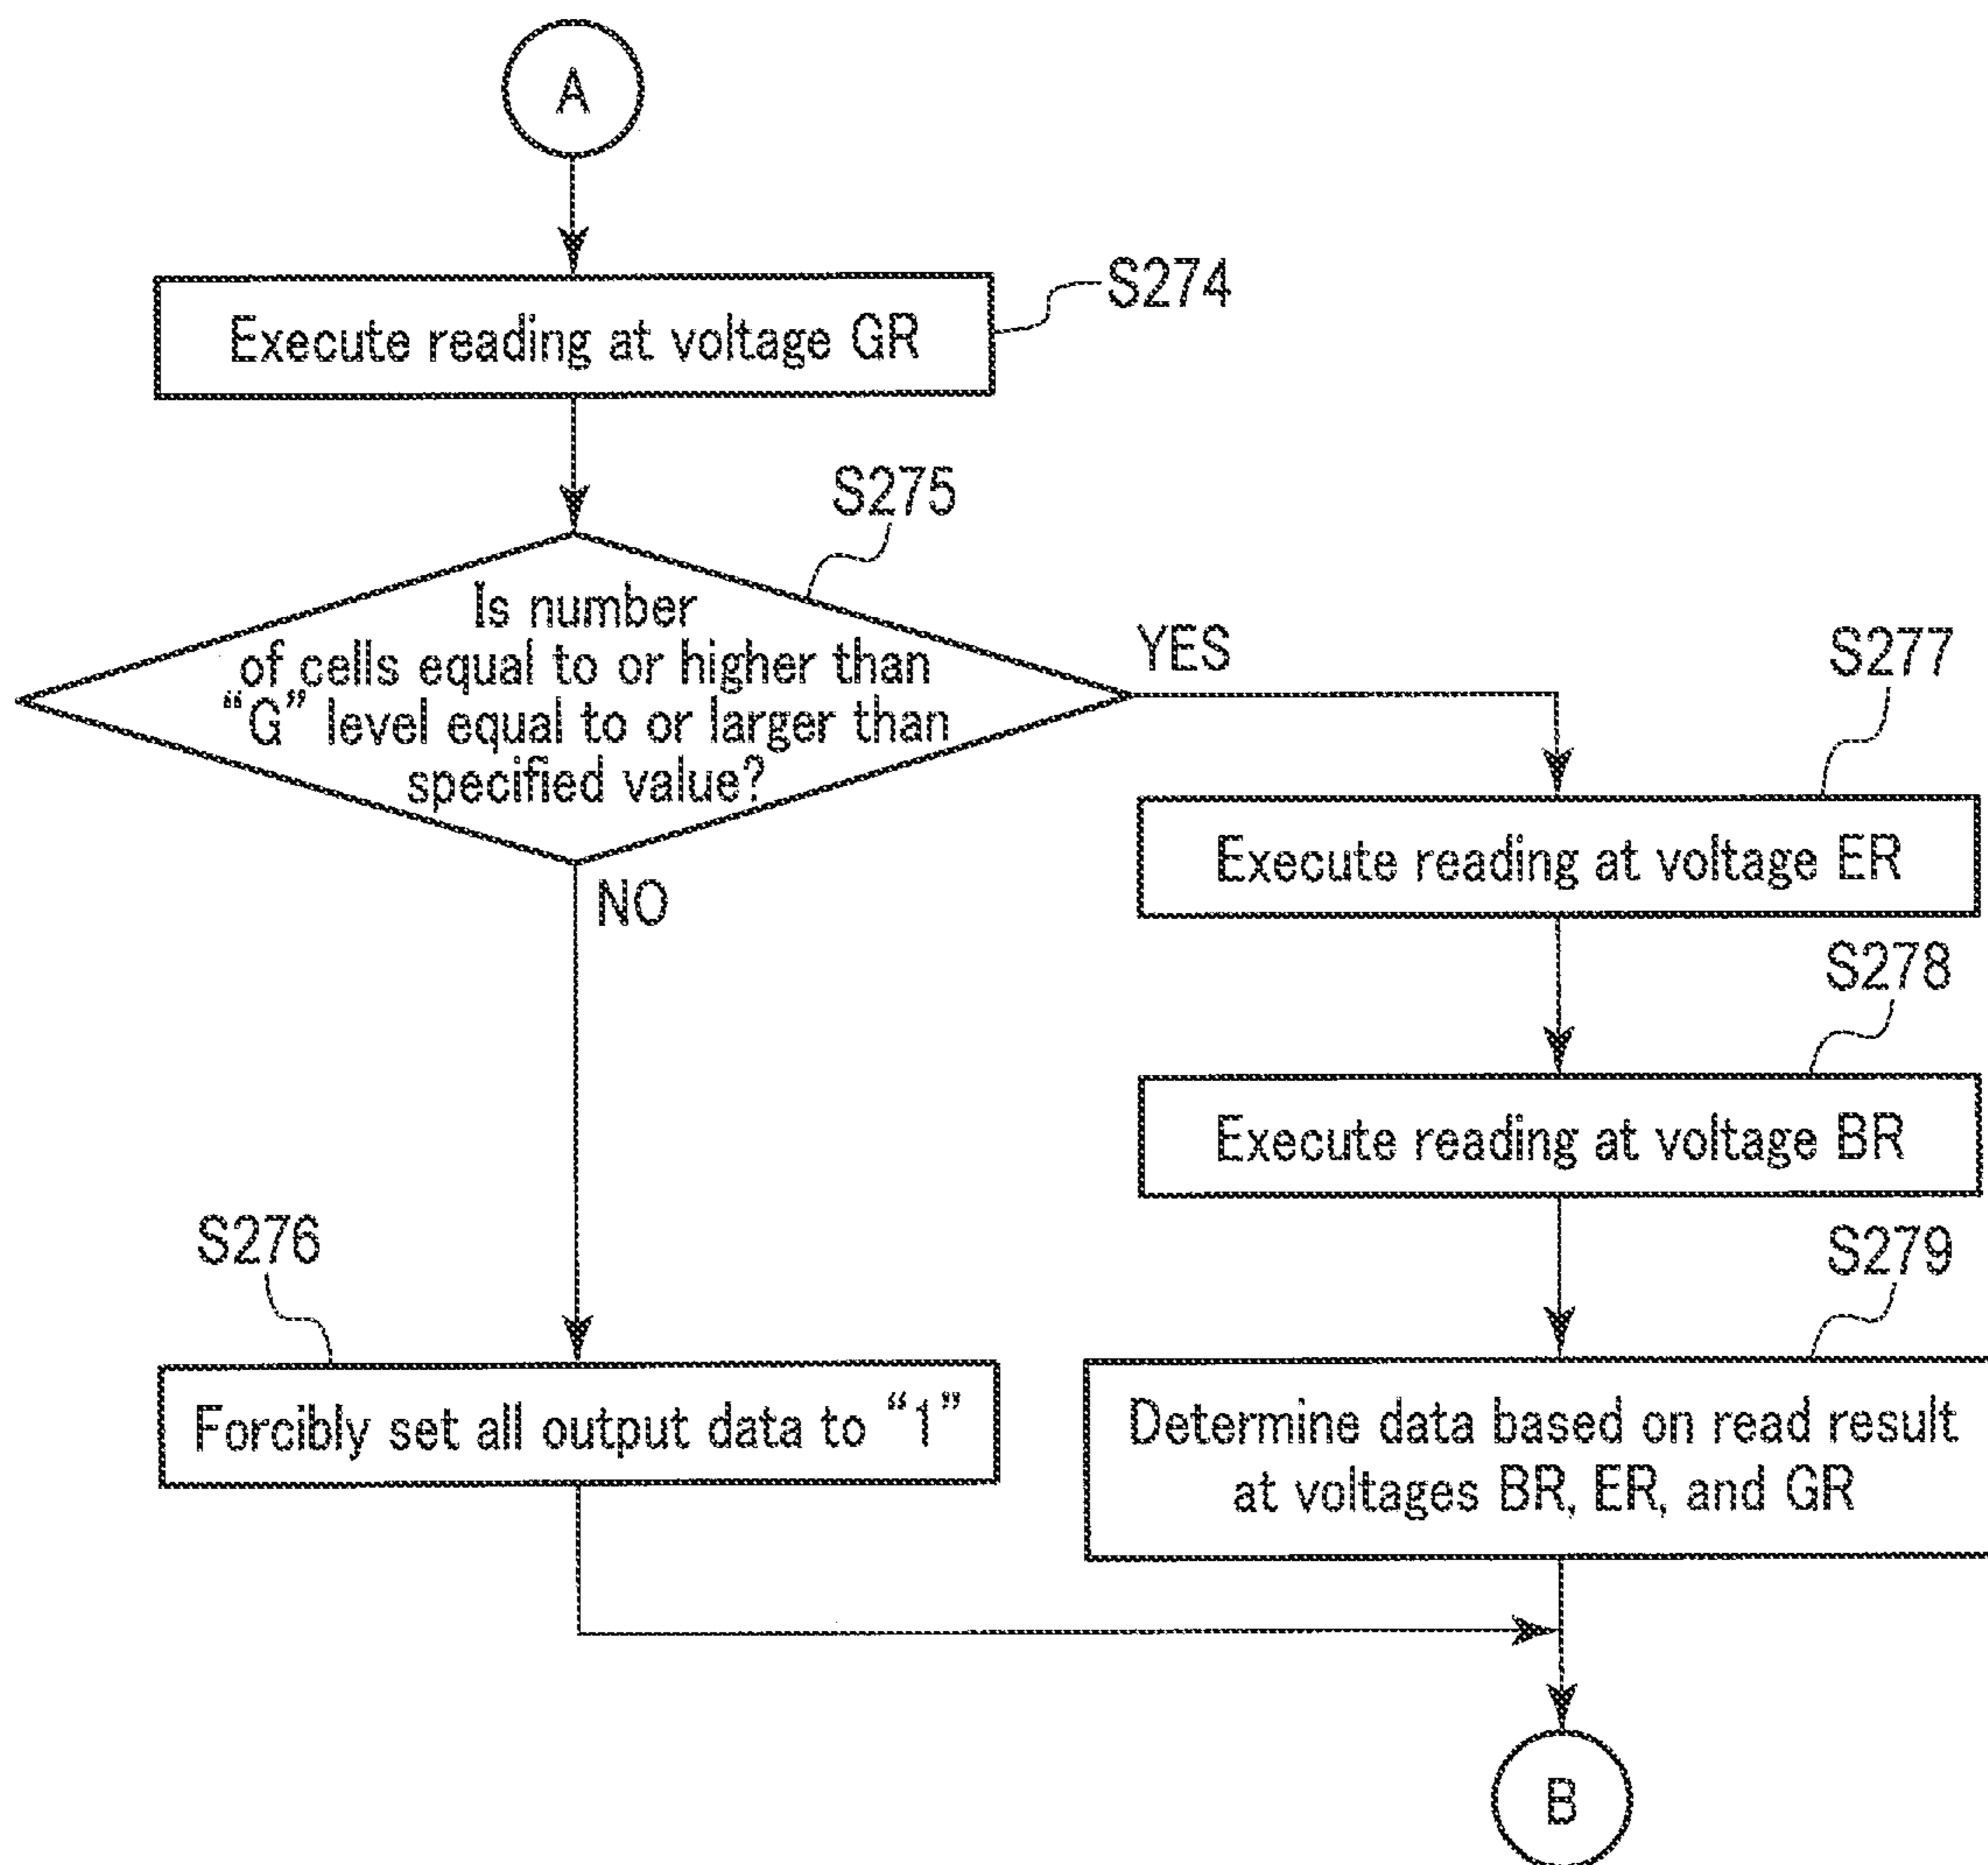 A
S274
Execute reading at voltage GR
S275
Is number
of cells equal to or higher than
“G” level equal to or larger than
specified value?
YES
NO
S277
Execute reading at voltage ER
S278
Execute reading at voltage BR
S276
Forcibly set all output data to “1”
S279
Determine data based on read result
at voltages BR, ER, and GR
B